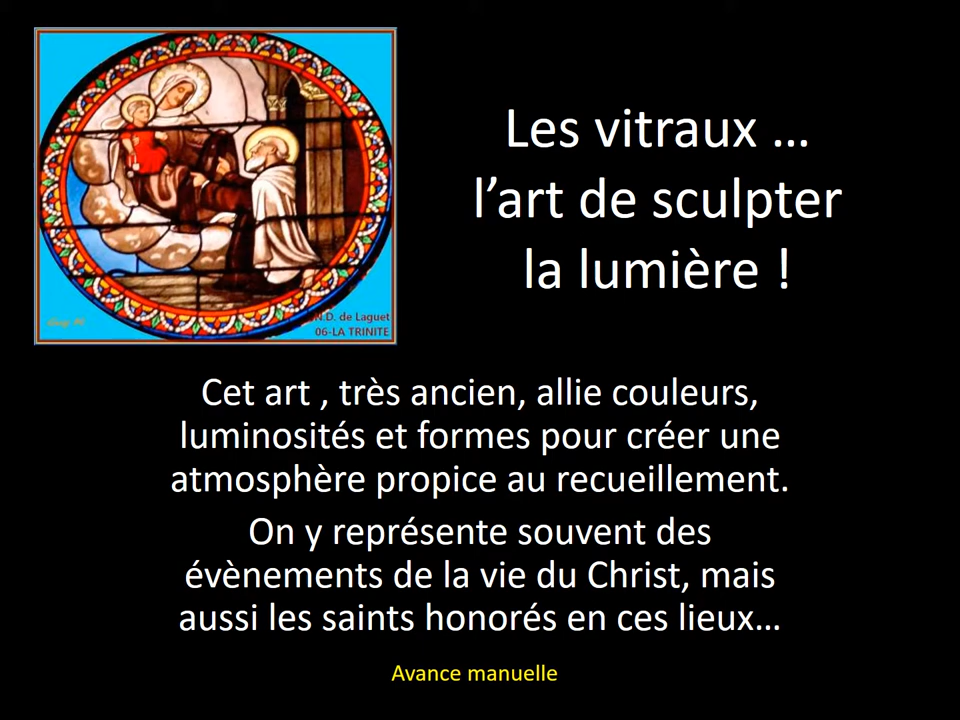 Les vitraux …
l’art de sculpter
la lumière !
N.D. de Laguet
06-LA TRINITE
Cet art , très ancien, allie couleurs,
luminosités et formes pour créer une
atmosphère propice au recueillement.
On y représente souvent des
évènements de la vie du Christ, mais
aussi les saints honorés en ces lieux…
Avance manuelle